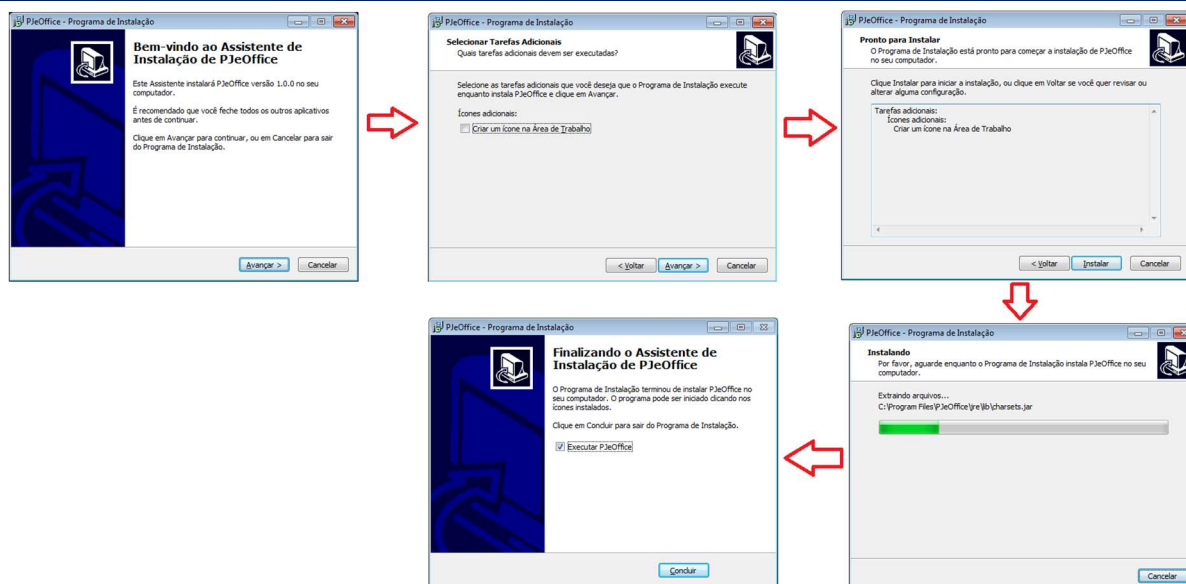 PJeOffice - Programa de Instalação
Bem-vindo ao Assistente de
Instalação de PJeOffice
Este Assistente instalará PJeOffice versão 1.0.0 no seu
computador.
É recomendado que você feche todos os outros aplicativos
antes de continuar.
Clique em Avançar para continuar, ou em Cancelar para sair
do Programa de Instalação.
Avançar >
Cancelar
PJeOffice - Programa de Instalação
Selecionar Tarefas Adicionais
Quais tarefas adicionais devem ser executadas?
Selecione as tarefas adicionais que você deseja que o Programa de Instalação execute
enquanto instala PJeOffice e clique em Avançar.
Ícones adicionais:
Criar um ícone na Área de Trabalho
< Voltar
Avançar >
Cancelar
PJeOffice - Programa de Instalação
Pronto para Instalar
O Programa de Instalação está pronto para começar a instalação de PJeOffice
no seu computador.
Clique Instalar para iniciar a instalação, ou clique em Voltar se você quer revisar ou
alterar alguma configuração.
Tarefas adicionais:
Ícones adicionais:
Criar um ícone na Área de Trabalho
< Voltar
Instalar
Cancelar
PJeOffice - Programa de Instalação
Instalando
Por favor, aguarde enquanto o Programa de Instalação instala PJeOffice no seu
computador.
Extraindo arquivos...
C:\Program Files\PJeOffice\jre\lib\charsets.jar
Cancelar
PJeOffice - Programa de Instalação
Finalizando o Assistente de
Instalação de PJeOffice
O Programa de Instalação terminou de instalar PJeOffice no
seu computador. O programa pode ser iniciado clicando nos
ícones instalados.
Clique em Concluir para sair do Programa de Instalação.
Executar PJeOffice
Concluir